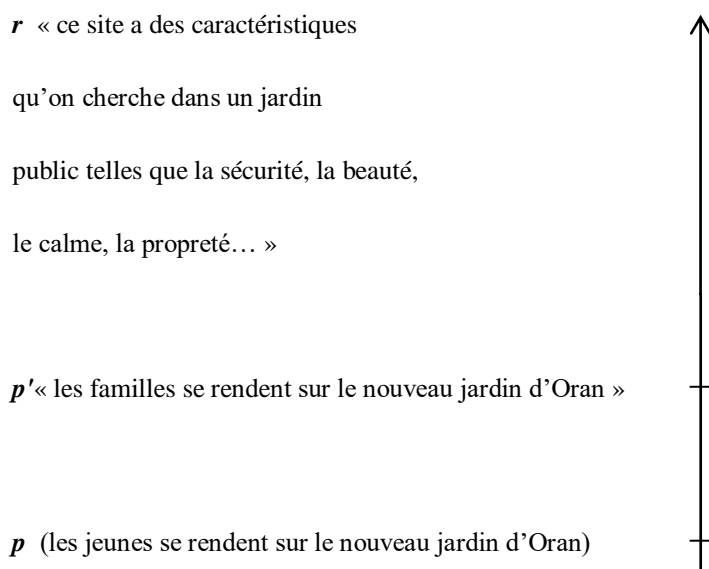 r « ce site a des caractéristiques
qu’on cherche dans un jardin
public telles que la sécurité, la beauté,
le calme, la propreté… »
p'« les familles se rendent sur le nouveau jardin d’Oran »
p (les jeunes se rendent sur le nouveau jardin d’Oran)